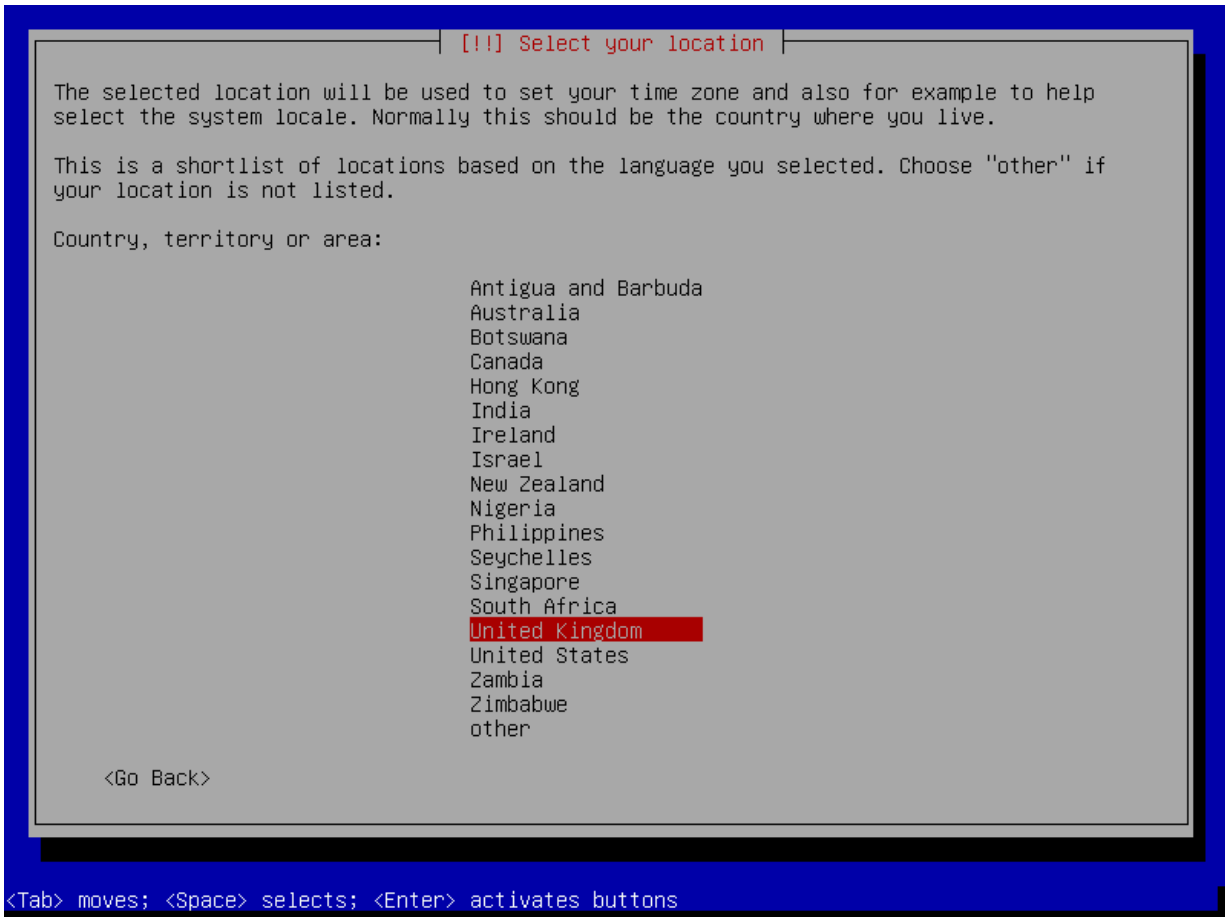 [!!] Select your location
The selected location will be used to set your time zone and also for example to help
select the system locale. Normally this should be the country where you live.
This is a shortlist of locations based on the language you selected. Choose "other" if
your location is not listed.
Country, territory or area:
Antigua and Barbuda
Australia
Botswana
Canada
Hong Kong
India
Ireland
Israel
New Zealand
Nigeria
Philippines
Seychelles
Singapore
South Africa
United Kingdom
United States
Zambia
Zimbabwe
other
<Go Back>
<Tab> moves; <Space> selects; <Enter> activates buttons